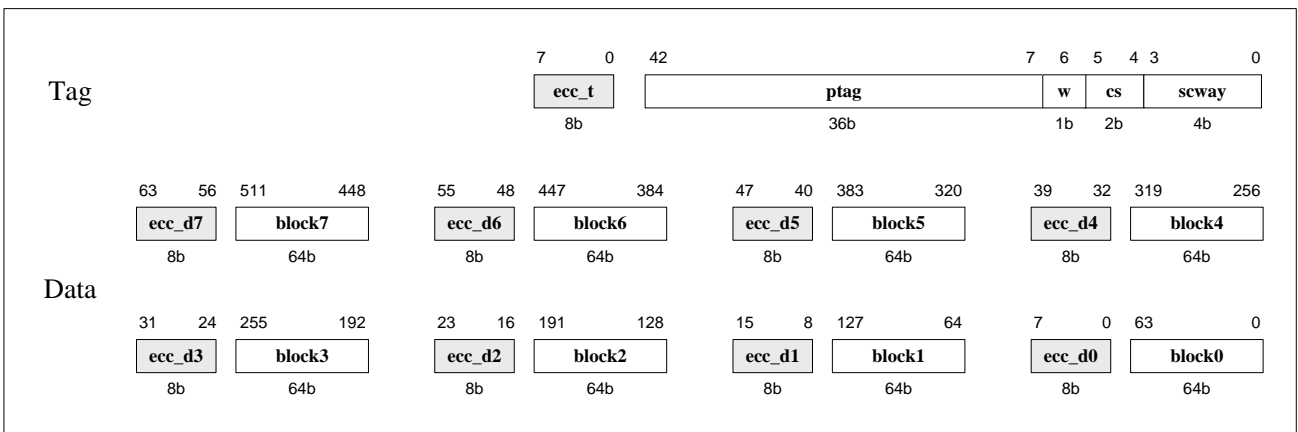 7 0 42 7 6 5 4 3 0
Tag ecc_t ptag w cs scway
8b 36b 1b 2b 4b
63 56 511 448 55 48 447 384 47 40 383 320 39 32 319 256
ecc_d7 block7 ecc_d6 block6 ecc_d5 block5 ecc_d4 block4
8b 64b 8b 64b 8b 64b 8b 64b
Data
31 24 255 192 23 16 191 128 15 8 127 64 7 0 63 0
ecc_d3 block3 ecc_d2 block2 ecc_d1 block1 ecc_d0 block0
8b 64b 8b 64b 8b 64b 8b 64b